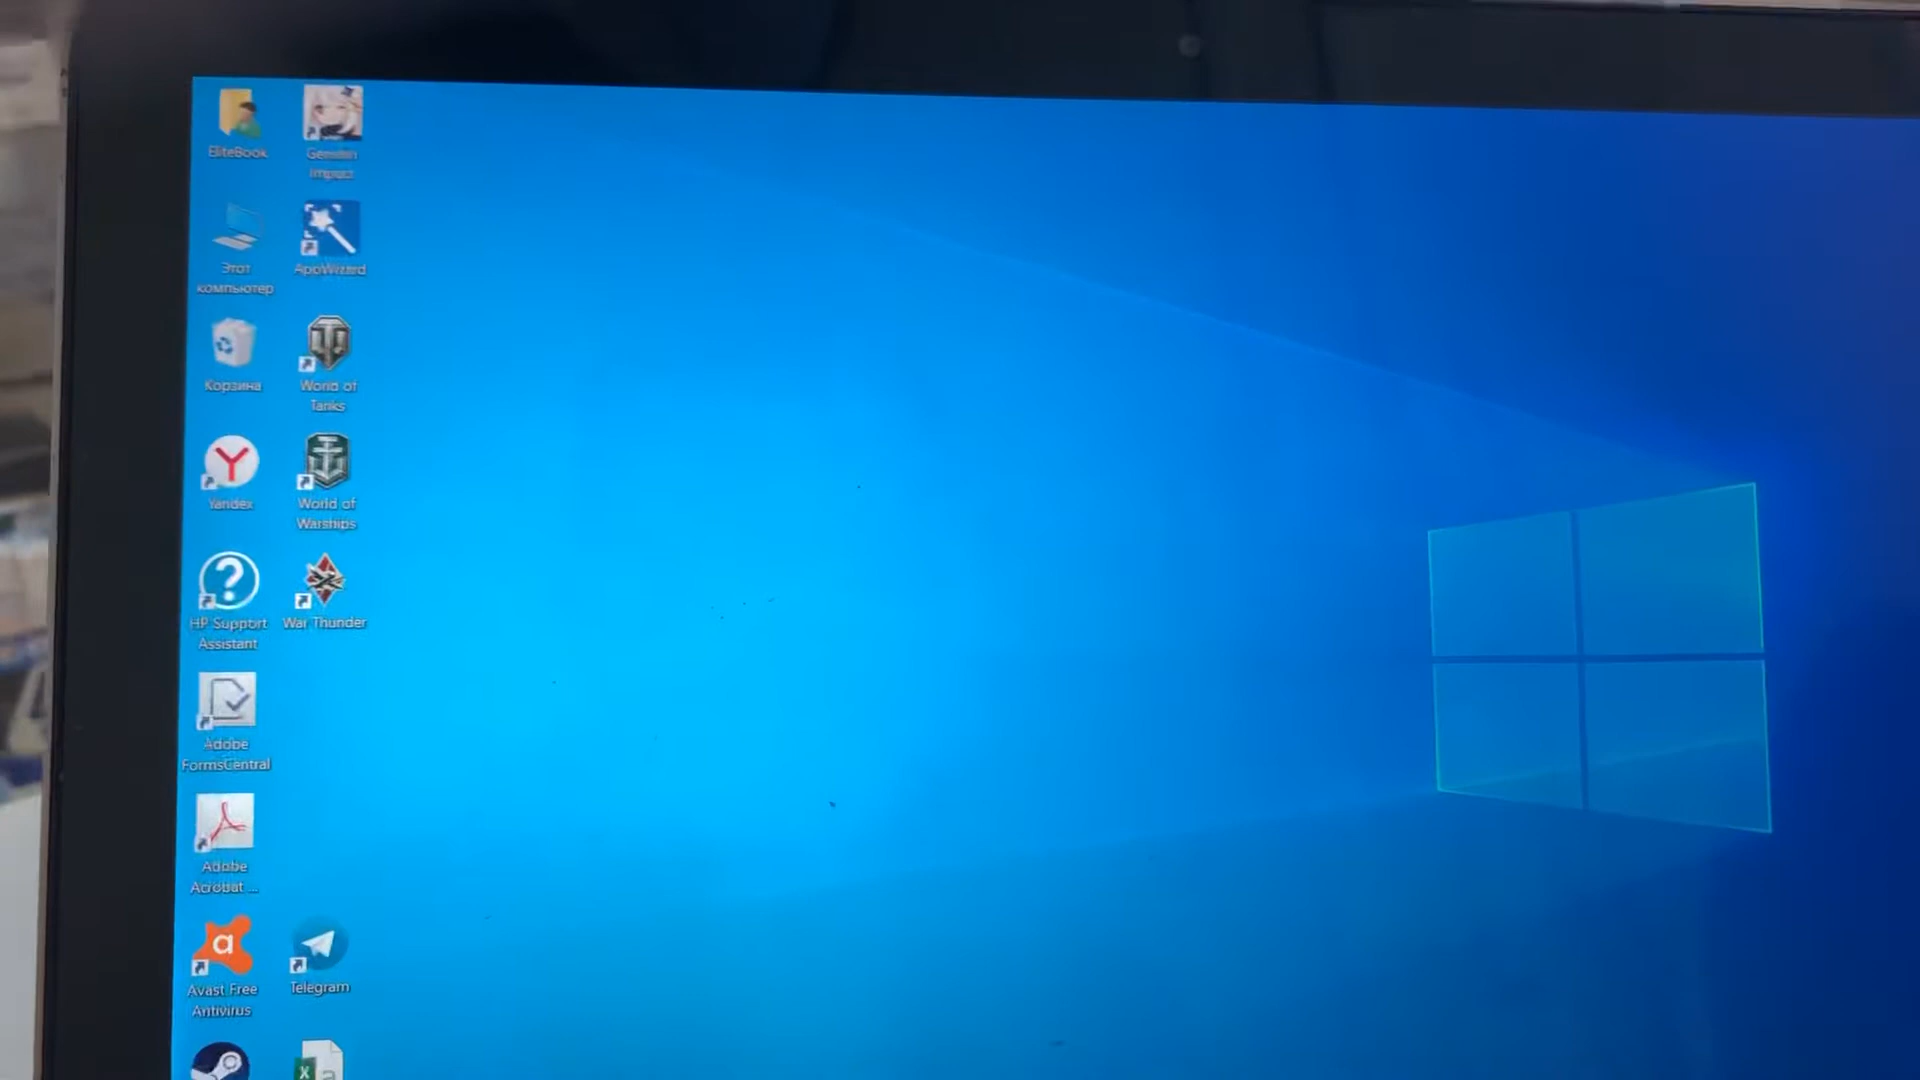 EliteBook
Genshin
Impact
Этот
компьютер
AppWizard
Корзина
World of
Tanks
Yandex
World of
Warships
HP Support
Assistant
War Thunder
Adobe
FormsCentral
Adobe
Acrobat ...
Avast Free
Antivirus
Telegram